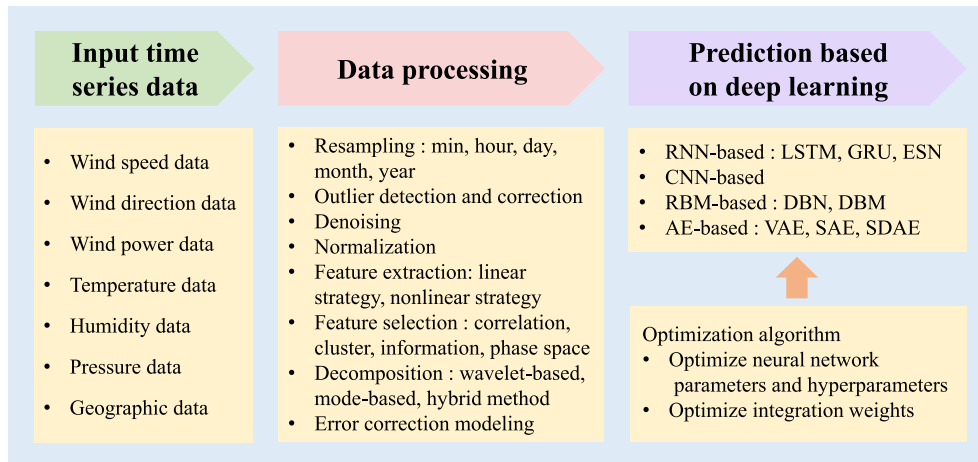 Input time
series data
Data processing
Prediction based
on deep learning
• Wind speed data
• Wind direction data
• Wind power data
• Temperature data
• Humidity data
• Pressure data
• Geographic data
• Resampling : min, hour, day,
month, year
• Outlier detection and correction
• Denoising
• Normalization
• Feature extraction: linear
strategy, nonlinear strategy
• Feature selection : correlation,
cluster, information, phase space
• Decomposition : wavelet-based,
mode-based, hybrid method
• Error correction modeling
• RNN-based : LSTM, GRU, ESN
• CNN-based
• RBM-based : DBN, DBM
• AE-based : VAE, SAE, SDAE
Optimization algorithm
• Optimize neural network
parameters and hyperparameters
• Optimize integration weights